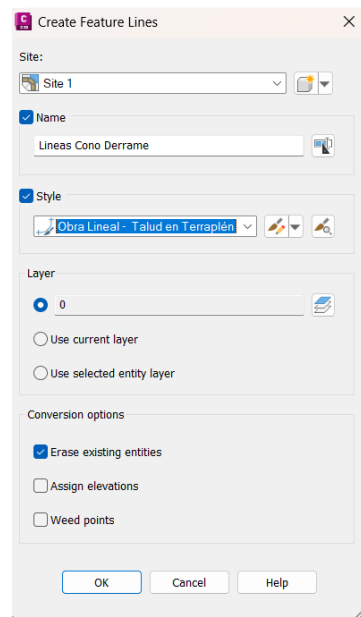 Create Feature Lines
Site:
Site 1
Name
Lineas Cono Derrame
Style
Obra Lineal - Talud en Terraplén
Layer
0
Use current layer
Use selected entity layer
Conversion options
Erase existing entities
Assign elevations
Weed points
OK
Cancel
Help